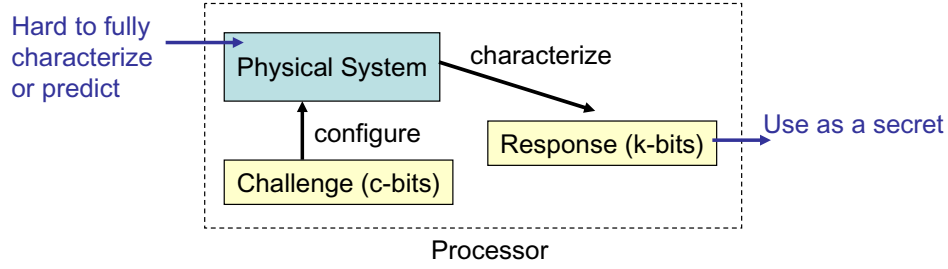 Hard to fully
characterize
or predict
Physical System
characterize
configure
Response (k-bits)
Use as a secret
Challenge (c-bits)
Processor